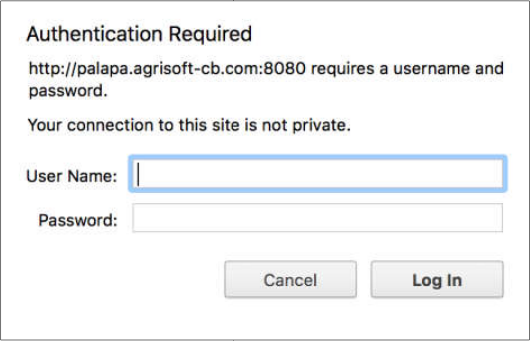 Authentication Required
http://palapa.agrisoft-cb.com:8080 requires a username and
password.
Your connection to this site is not private.
User Name:
Password:
Cancel
Log In